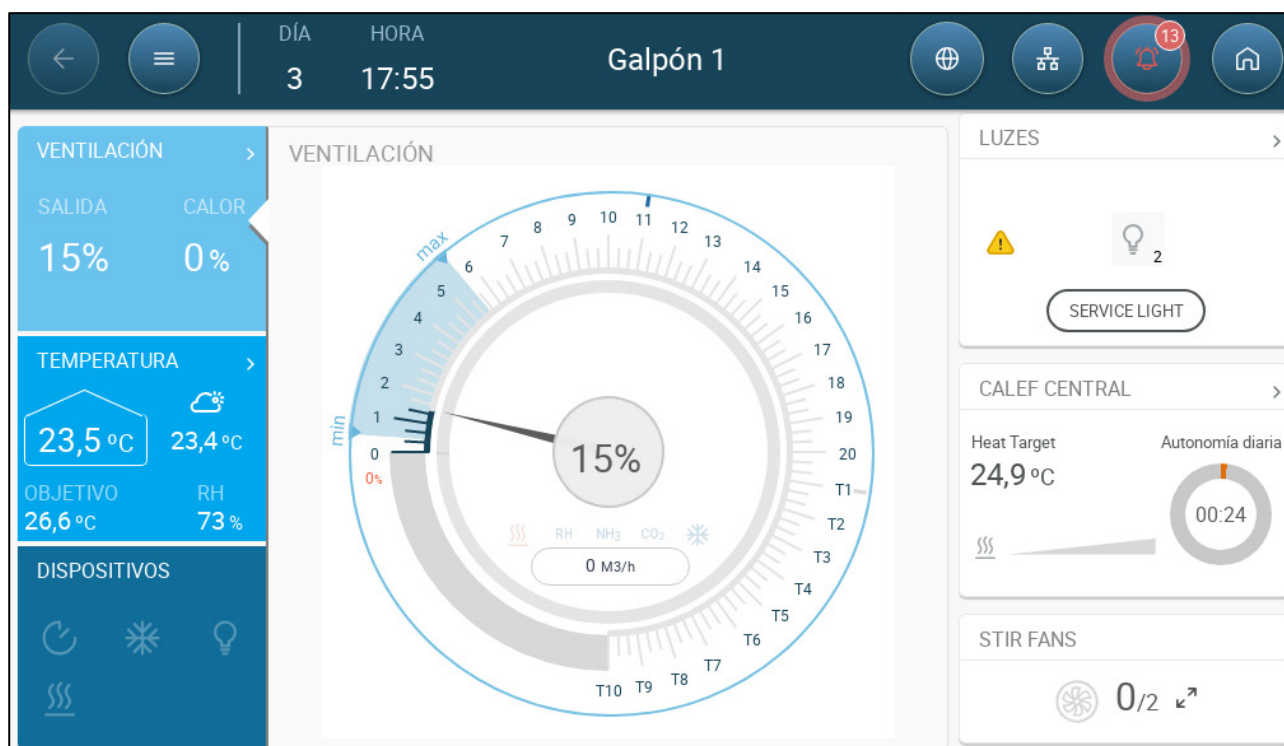 DÍA
HORA
3
17:55
Galpón 1
13
VENTILACIÓN
SALIDA
CALOR
15%
0 %
TEMPERATURA
23,5 ºC
23,4 ºC
OBJETIVO
RH
26,6 ºC
73 %
DISPOSITIVOS
VENTILACIÓN
min
max
0%
0
1
2
3
4
5
6
7
8
9
10
11
12
13
14
15
16
17
18
19
20
T1
T2
T3
T4
T5
T6
T7
T8
T9
T10
15%
RH
NH3
CO2
0 M3/h
LUZES
2
SERVICE LIGHT
CALEF CENTRAL
Heat Target
Autonomía diaria
24,9 ºC
00:24
STIR FANS
0/2